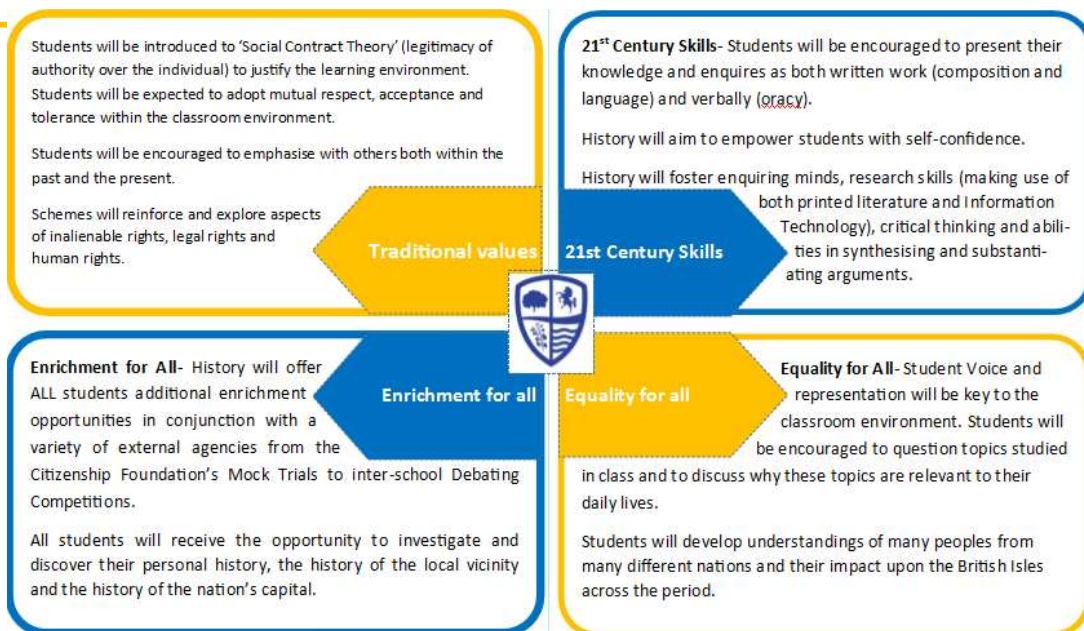 Students will be introduced to ‘Social Contract Theory’ (legitimacy of
authority over the individual) to justify the learning environment.
Students will be expected to adopt mutual respect, acceptance and
tolerance within the classroom environment.
Students will be encouraged to emphasise with others both within the
past and the present.
Schemes will reinforce and explore aspects
of inalienable rights, legal rights and
human rights.
Traditional values
21st Century Skills- Students will be encouraged to present their
knowledge and enquires as both written work (composition and
language) and verbally (oracy).
History will aim to empower students with self-confidence.
History will foster enquiring minds, research skills (making use of
both printed literature and Information
Technology), critical thinking and abili-
ties in synthesising and substanti-
ating arguments.
21st Century Skills
Enrichment for All- History will offer
ALL students additional enrichment
opportunities in conjunction with a
variety of external agencies from the
Citizenship Foundation’s Mock Trials to inter-school Debating
Competitions.
All students will receive the opportunity to investigate and
discover their personal history, the history of the local vicinity
and the history of the nation’s capital.
Enrichment for all
Equality for all
Equality for All- Student Voice and
representation will be key to the
classroom environment. Students will
be encouraged to question topics studied
in class and to discuss why these topics are relevant to their
daily lives.
Students will develop understandings of many peoples from
many different nations and their impact upon the British Isles
across the period.